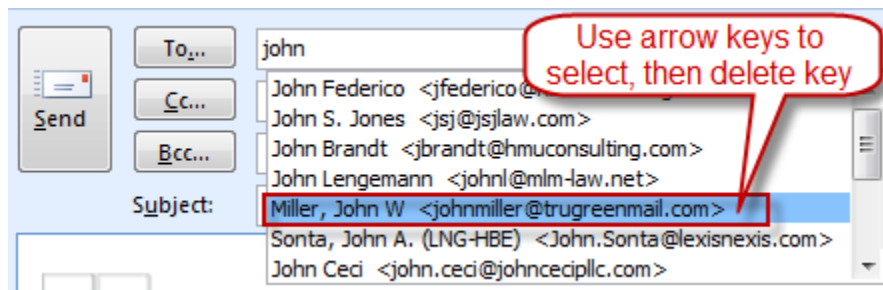 To...
john
Use arrow keys to
select, then delete key
Send
Cc...
Bcc...
Subject:
John Federico <jfederico@
John S. Jones <jsj@jsjlaw.com>
John Brandt <jbrandt@hmuconsulting.com>
John Lengemann <johnl@mlm-law.net>
Miller, John W <johnmiller@trugreenmail.com>
Sonta, John A. (LNG-HBE) <John.Sonta@lexisnexis.com>
John Ceci <john.ceci@johncecipllc.com>